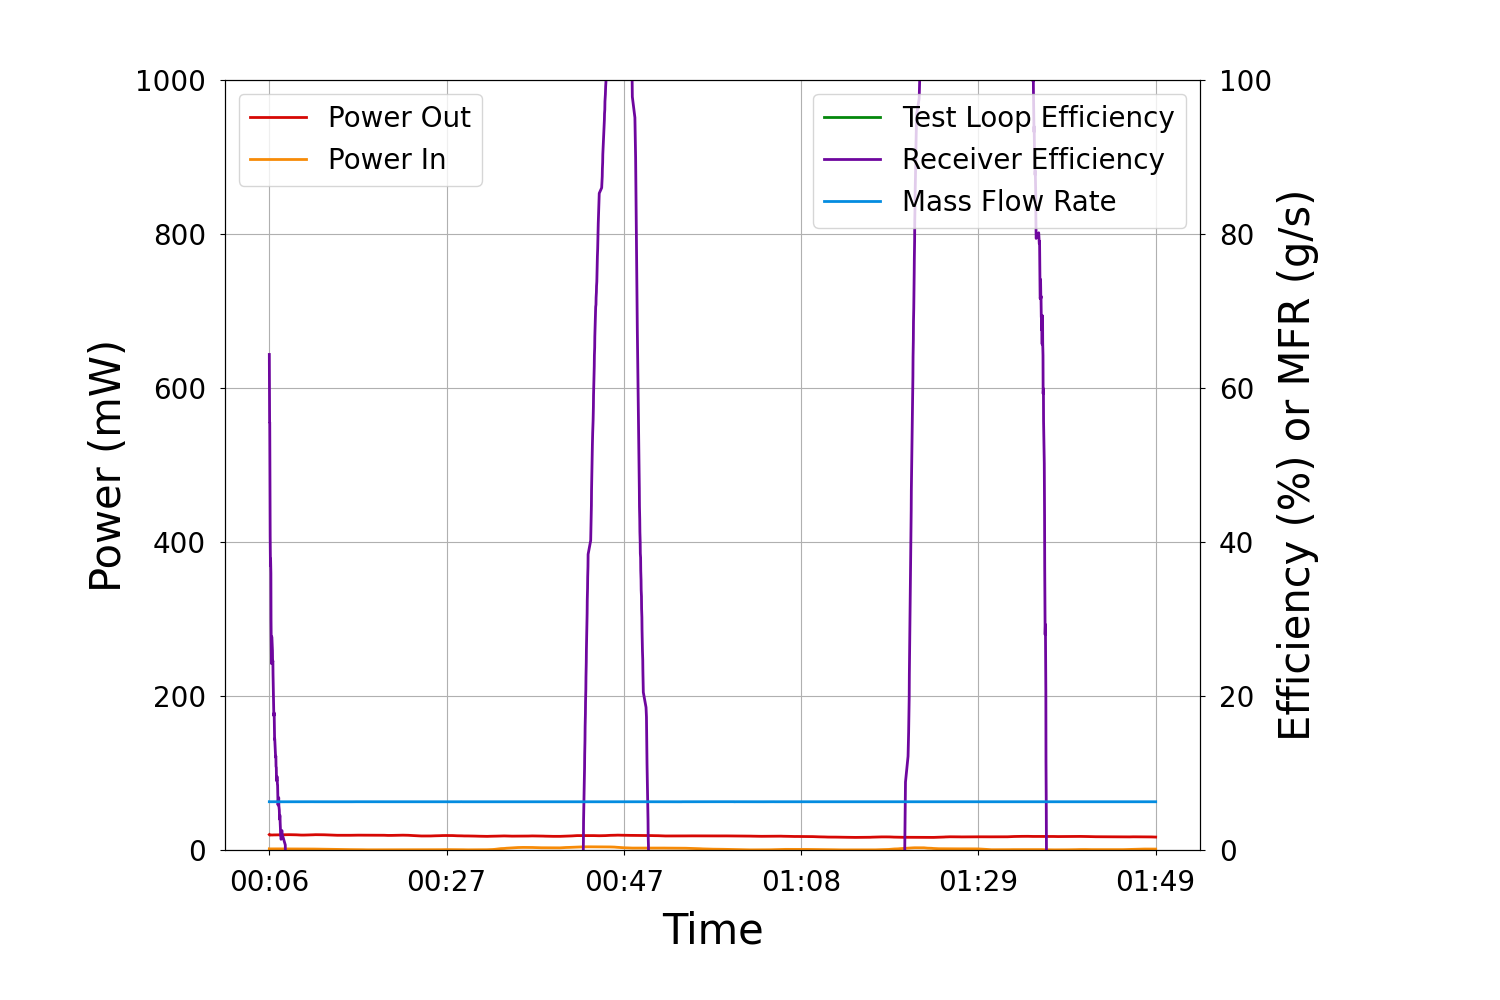 Power Out
Power In
Test Loop Efficiency
Receiver Efficiency
Mass Flow Rate
1000
800
600
400
200
0
Power (mW)
100
80
60
40
20
0
Efficiency (%) or MFR (g/s)
00:06
00:27
00:47
01:08
01:29
01:49
Time